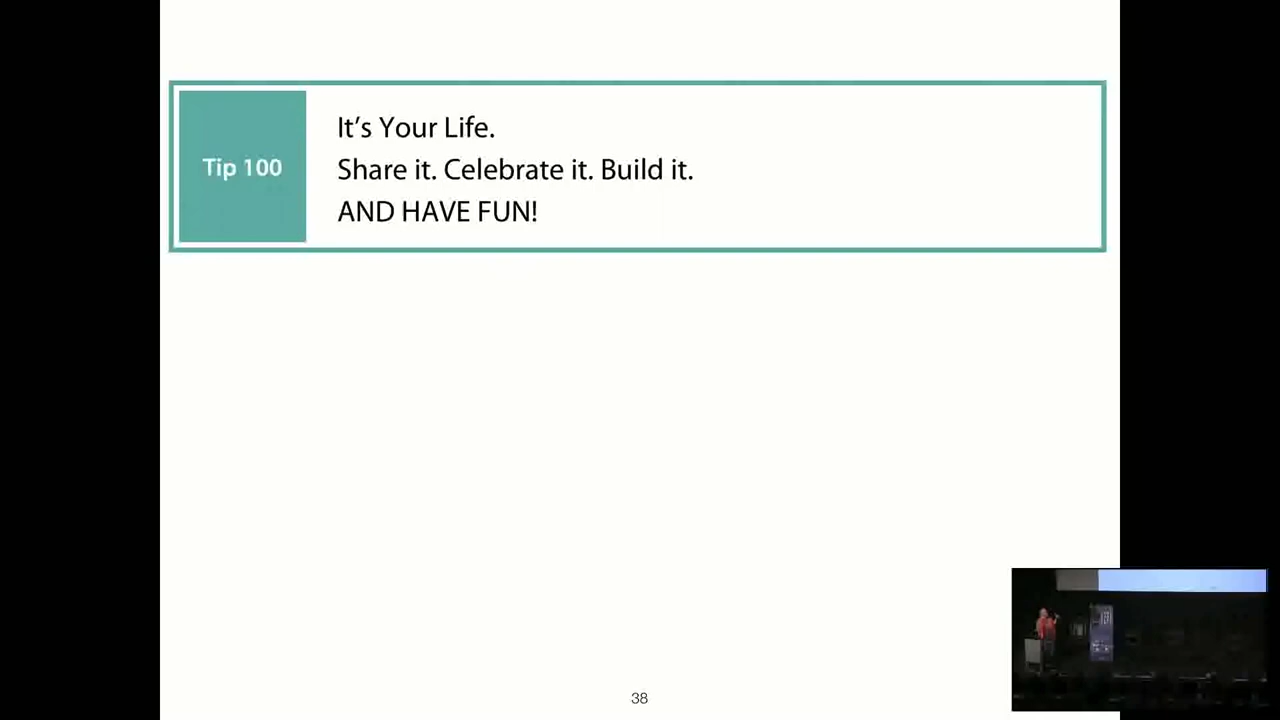 Tip 100
It's Your Life.
Share it. Celebrate it. Build it.
AND HAVE FUN!
38